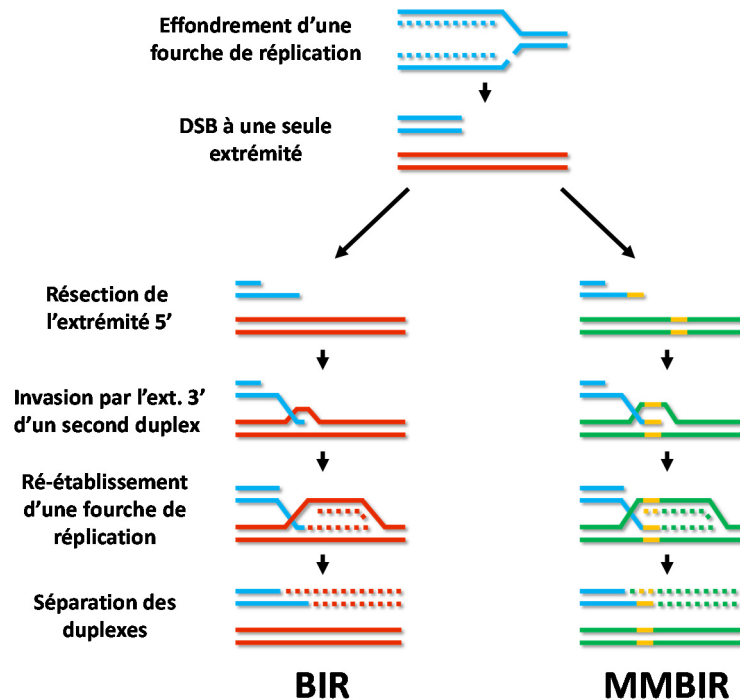 Effondrement d’une
fourche de réplication
DSB à une seule
extrémité
Résection de
l’extrémité 5’
Invasion par l’ext. 3’
d’un second duplex
Ré-établissement
d’une fourche de
réplication
Séparation des
duplexes
BIR
MMBIR